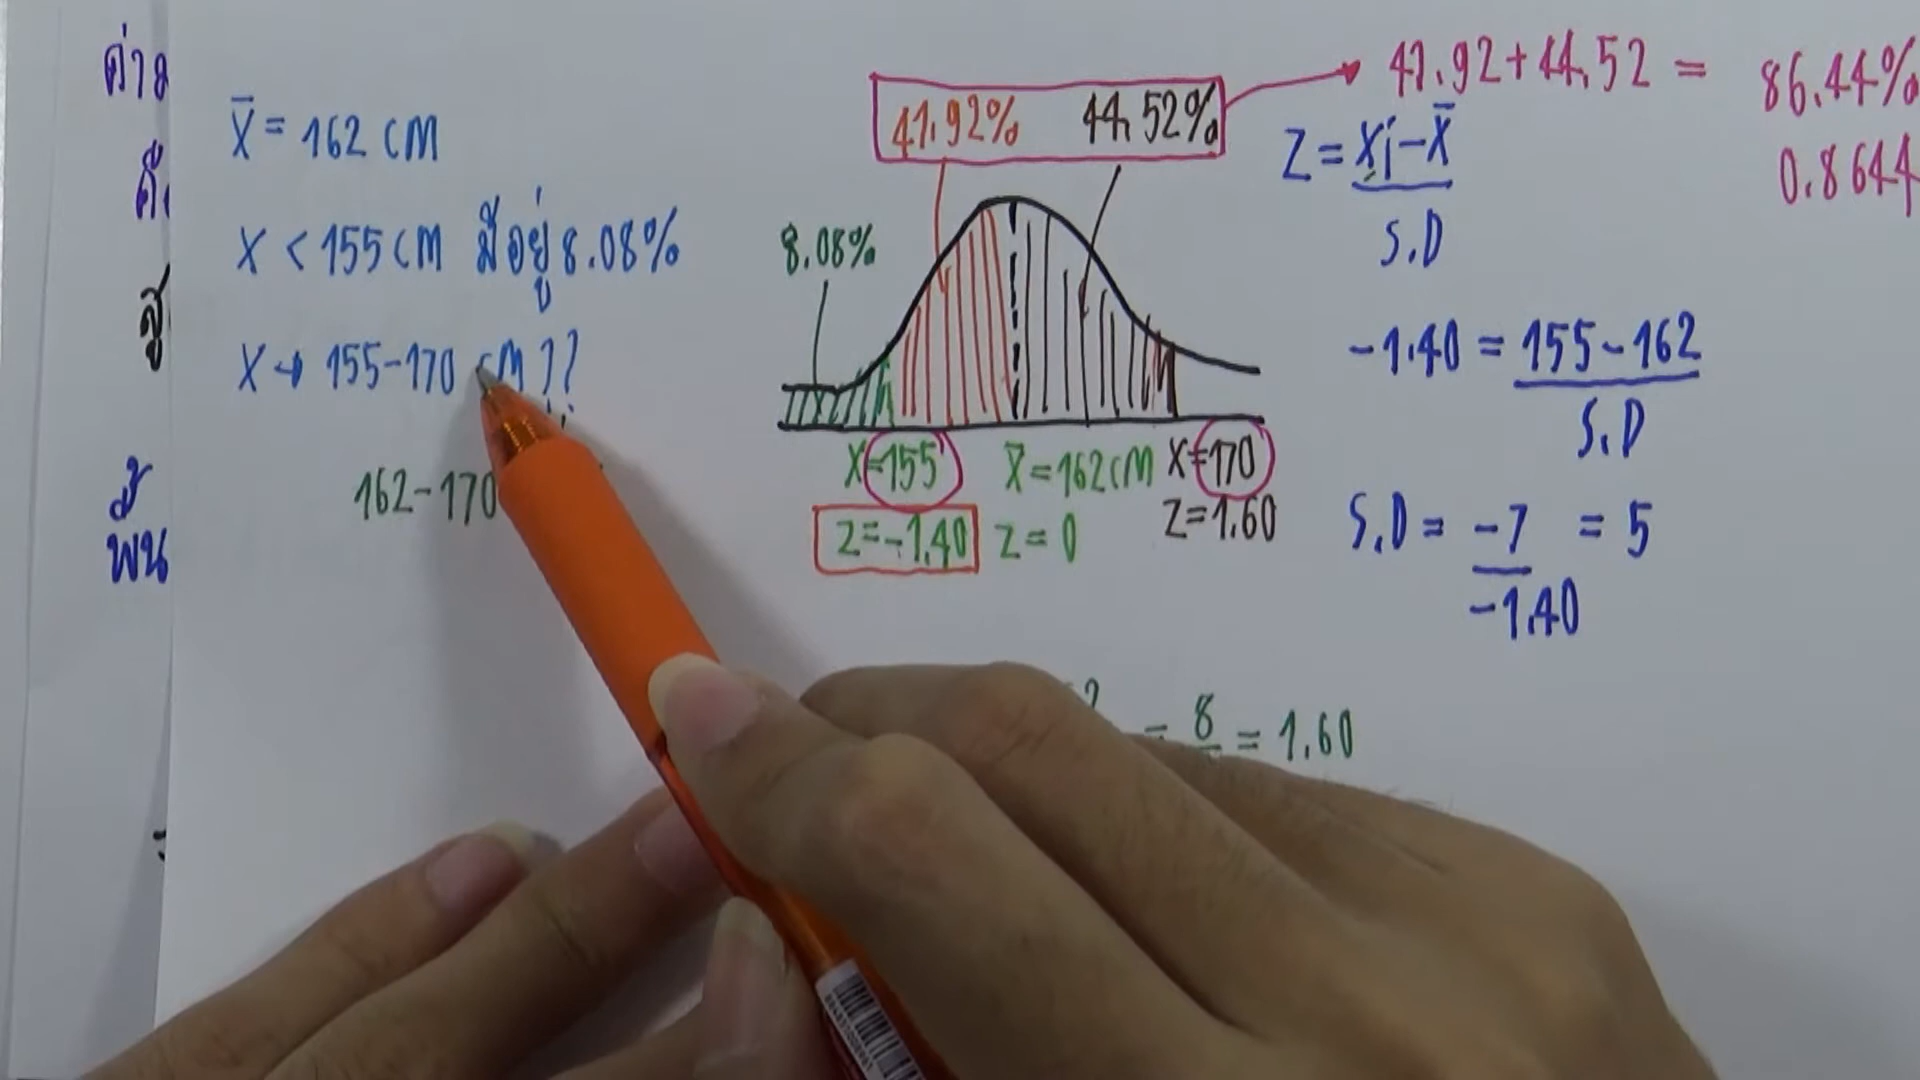 X̄ = 162 cm
X < 155 cm มีอยู่ 8.08%
X → 155-170 cm??
162-170
41.92% 44.52%
41.92+44.52 = 86.44%
0.8644
8.08%
X=155 X̄=162cm X=170
Z=-1.40 Z=0 Z=1.60
Z = Xi-X̄
S.D
-1.40 = 155-162
S.D
S.D = -7 = 5
-1.40
= 8 = 1.60
พัน